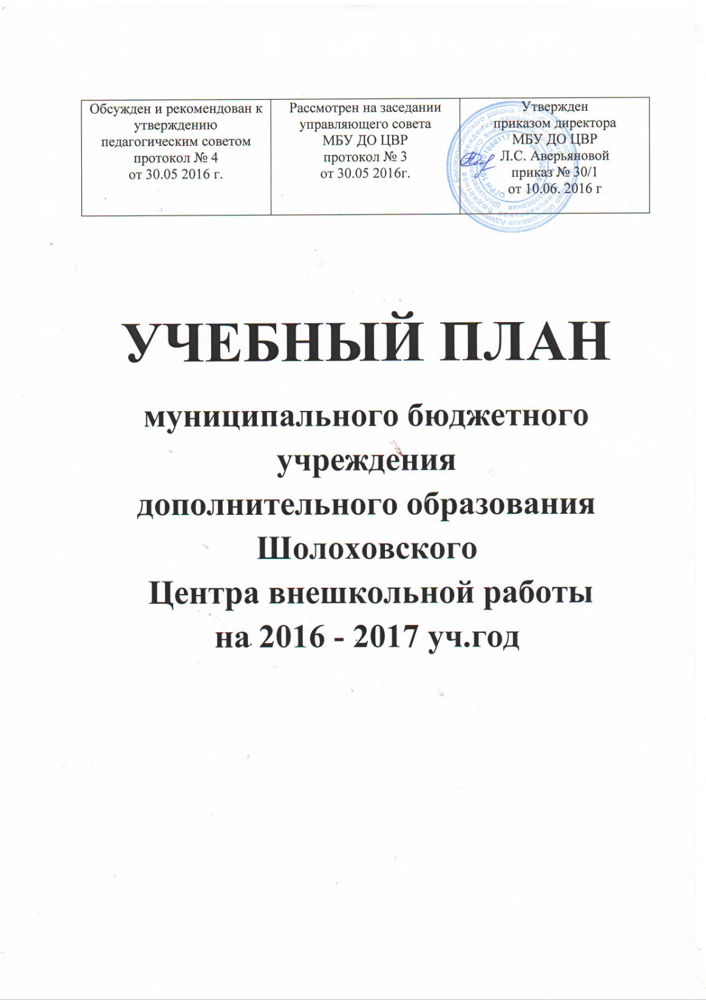 Обсужден и рекомендован к
утверждению
педагогическим советом
протокол № 4
от 30.05 2016 г.
Рассмотрен на заседании
управляющего совета
МБУ ДО ЦВР
протокол № 3
от 30.05 2016г.
Утвержден
приказом директора
МБУ ДО ЦВР
Л.С. Аверьяновой
приказ № 30/1
от 10.06. 2016 г
УЧЕБНЫЙ ПЛАН
муниципального бюджетного
учреждения
дополнительного образования
Шолоховского
Центра внешкольной работы
на 2016 - 2017 уч.год